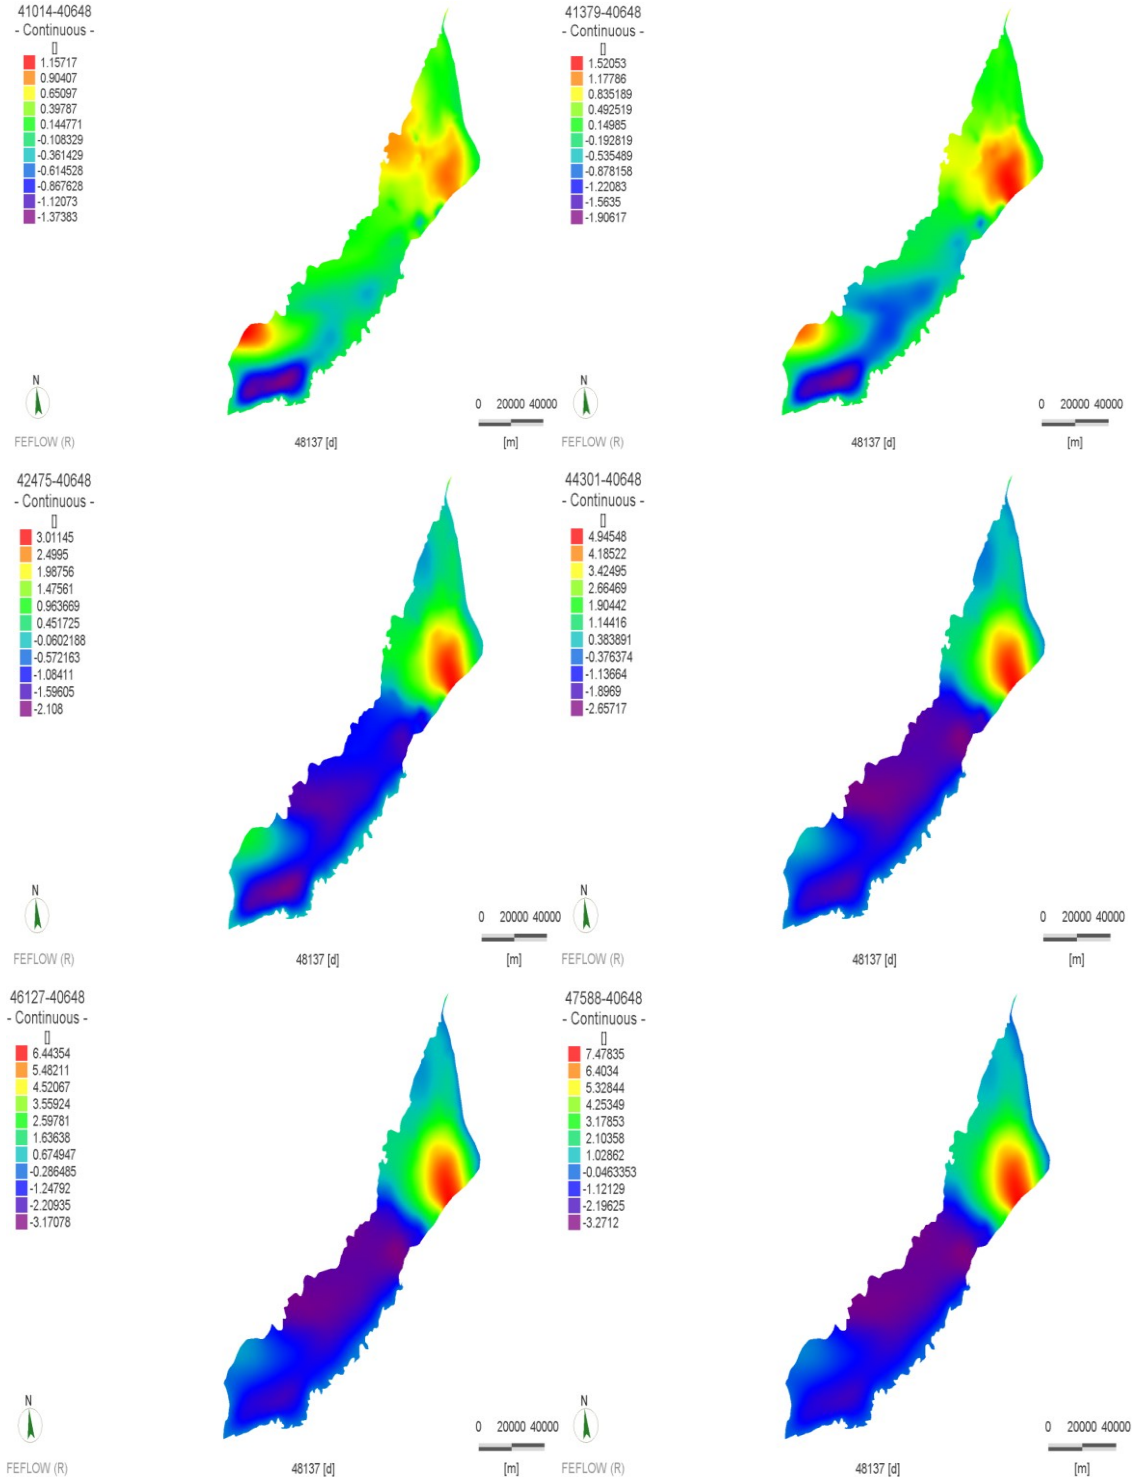 41014-40648
- Continuous -
[]
1.15717
0.90407
0.65097
0.39787
0.144771
-0.108329
-0.361429
-0.614528
-0.867628
-1.12073
-1.37383
N
FEFLOW (R)
48137 [d]
0 20000 40000
[m]
41379-40648
- Continuous -
[]
1.52053
1.17786
0.835189
0.492519
0.14985
-0.192819
-0.535489
-0.878158
-1.22083
-1.5635
-1.90617
N
FEFLOW (R)
48137 [d]
0 20000 40000
[m]
42475-40648
- Continuous -
[]
3.01145
2.4995
1.98756
1.47561
0.963669
0.451725
-0.0602188
-0.572163
-1.08411
-1.59605
-2.108
N
FEFLOW (R)
48137 [d]
0 20000 40000
[m]
44301-40648
- Continuous -
[]
4.94548
4.18522
3.42495
2.66469
1.90442
1.14416
0.383891
-0.376374
-1.13664
-1.8969
-2.65717
N
FEFLOW (R)
48137 [d]
0 20000 40000
[m]
46127-40648
- Continuous -
[]
6.44354
5.48211
4.52067
3.55924
2.59781
1.63638
0.674947
-0.286485
-1.24792
-2.20935
-3.17078
N
FEFLOW (R)
48137 [d]
0 20000 40000
[m]
47588-40648
- Continuous -
[]
7.47835
6.4034
5.32844
4.25349
3.17853
2.10358
1.02862
-0.0463353
-1.12129
-2.19625
-3.2712
N
FEFLOW (R)
48137 [d]
0 20000 40000
[m]